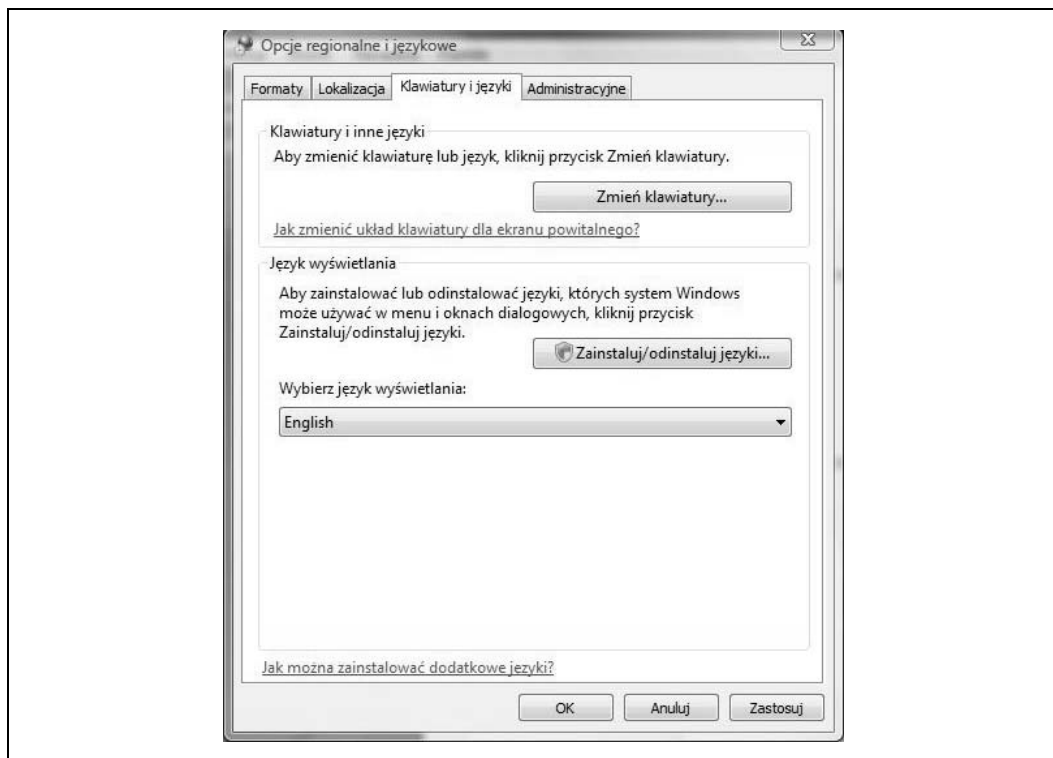 Opcje regionalne i językowe
Formaty Lokalizacja Klawiatury i języki Administracyjne
Klawiatury i inne języki
Aby zmienić klawiaturę lub język, kliknij przycisk Zmień klawiatury.
Zmień klawiatury...
Jak zmienić układ klawiatury dla ekranu powitalnego?
Język wyświetlania
Aby zainstalować lub odinstalować języki, których system Windows
może używać w menu i oknach dialogowych, kliknij przycisk
Zainstaluj/odinstaluj języki.
Zainstaluj/odinstaluj języki...
Wybierz język wyświetlania:
English
Jak można zainstalować dodatkowe języki?
OK Anuluj Zastosuj